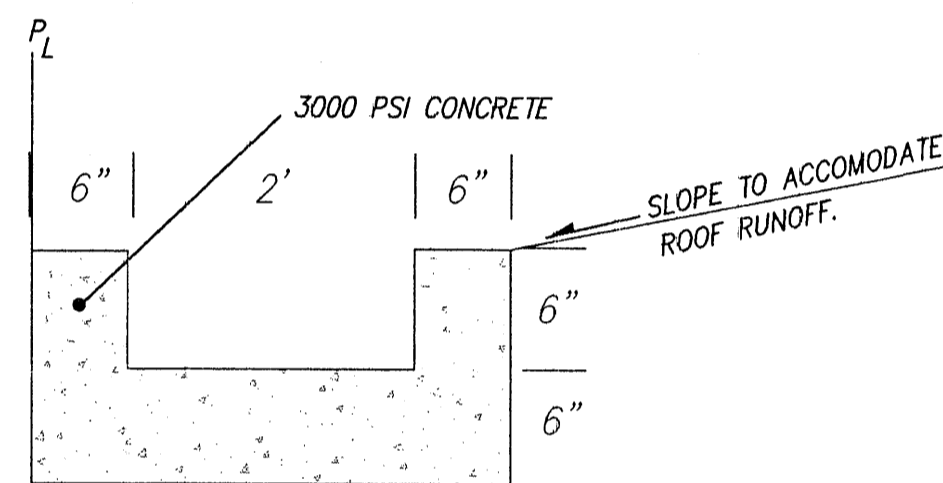 PL
3000 PSI CONCRETE
6" 2' 6"
SLOPE TO ACCOMODATE
ROOF RUNOFF.
6"
6"